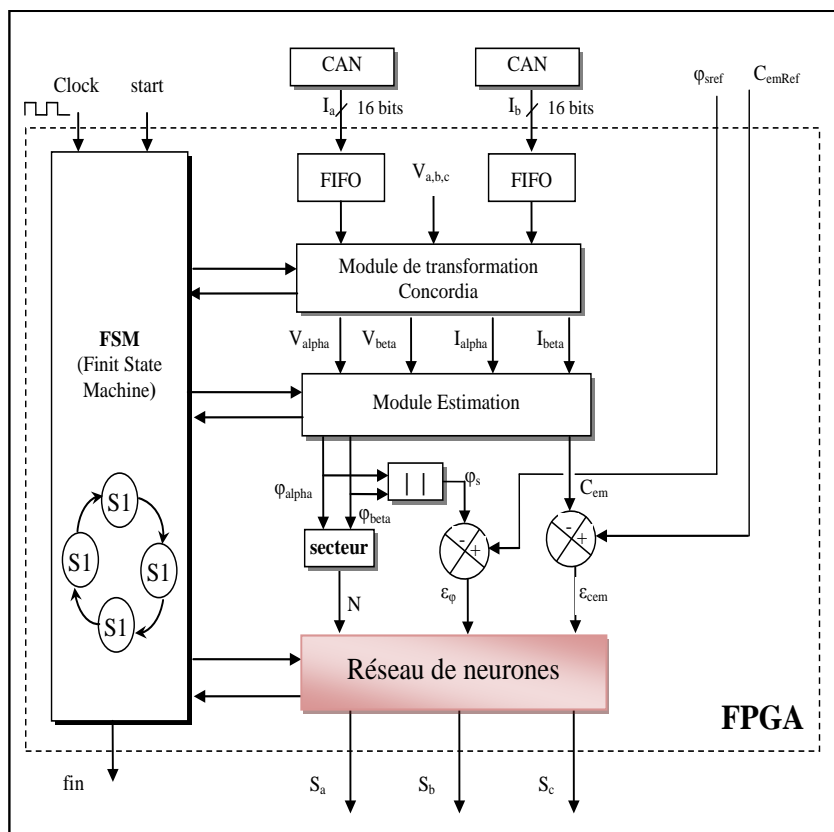 CAN
CAN
φsref
CemRef
Clock
start
Ia
16 bits
Ib
16 bits
FIFO
Va,b,c
FIFO
Module de transformation
Concordia
FSM
(Finit State
Machine)
Valpha
Vbeta
Ialpha
Ibeta
Module Estimation
φalpha
φbeta
| |
φs
Cem
secteur
-
+
-
+
S1
S1
S1
S1
N
εφ
εcem
Réseau de neurones
FPGA
fin
Sa
Sb
Sc